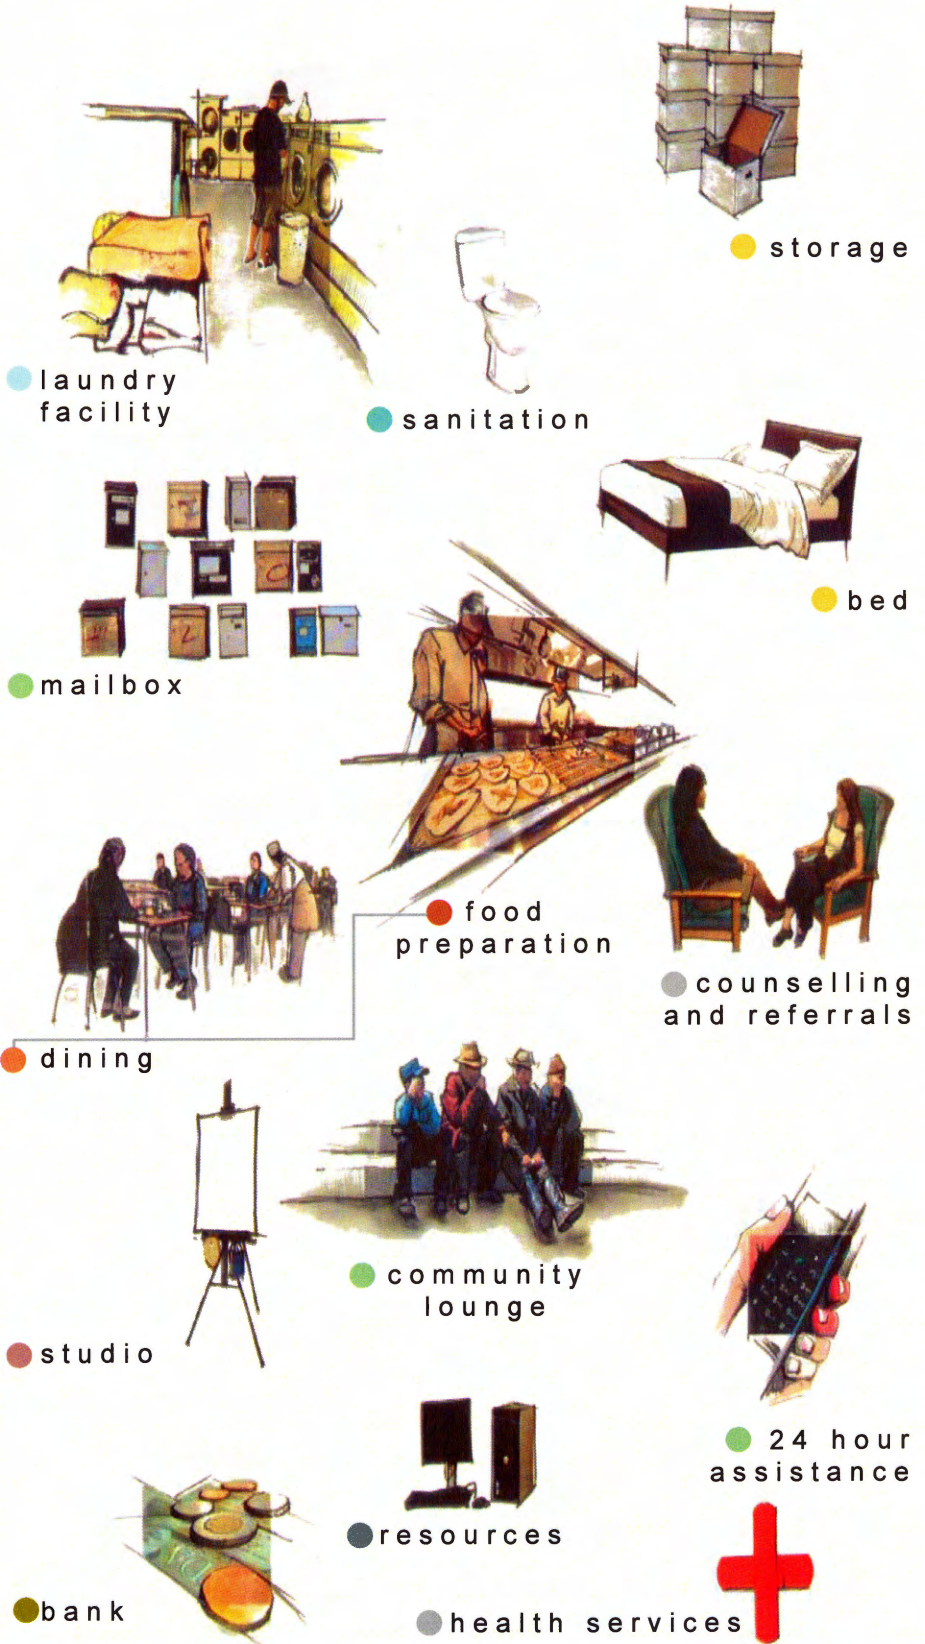 storage
laundry
facility
sanitation
bed
mailbox
food
preparation
counselling
and referrals
dining
community
lounge
studio
24 hour
assistance
resources
bank
health services